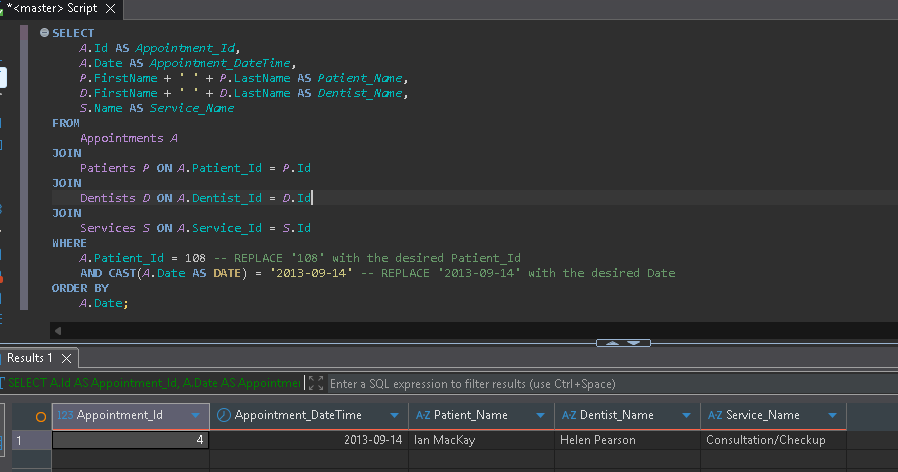 *<master> Script
SELECT
A.Id AS Appointment_Id,
A.Date AS Appointment_DateTime,
P.FirstName + ' ' + P.LastName AS Patient_Name,
D.FirstName + ' ' + D.LastName AS Dentist_Name,
S.Name AS Service_Name
FROM
Appointments A
JOIN
Patients P ON A.Patient_Id = P.Id
JOIN
Dentists D ON A.Dentist_Id = D.Id
JOIN
Services S ON A.Service_Id = S.Id
WHERE
A.Patient_Id = 108 -- REPLACE '108' with the desired Patient_Id
AND CAST(A.Date AS DATE) = '2013-09-14' -- REPLACE '2013-09-14' with the desired Date
ORDER BY
A.Date;
Results 1
SELECT A.Id AS Appointment_Id, A.Date AS Appointmen Enter a SQL expression to filter results (use Ctrl+Space)
123 Appointment_Id A-Z Appointment_DateTime A-Z Patient_Name A-Z Dentist_Name A-Z Service_Name
1 4 2013-09-14 Ian MacKay Helen Pearson Consultation/Checkup